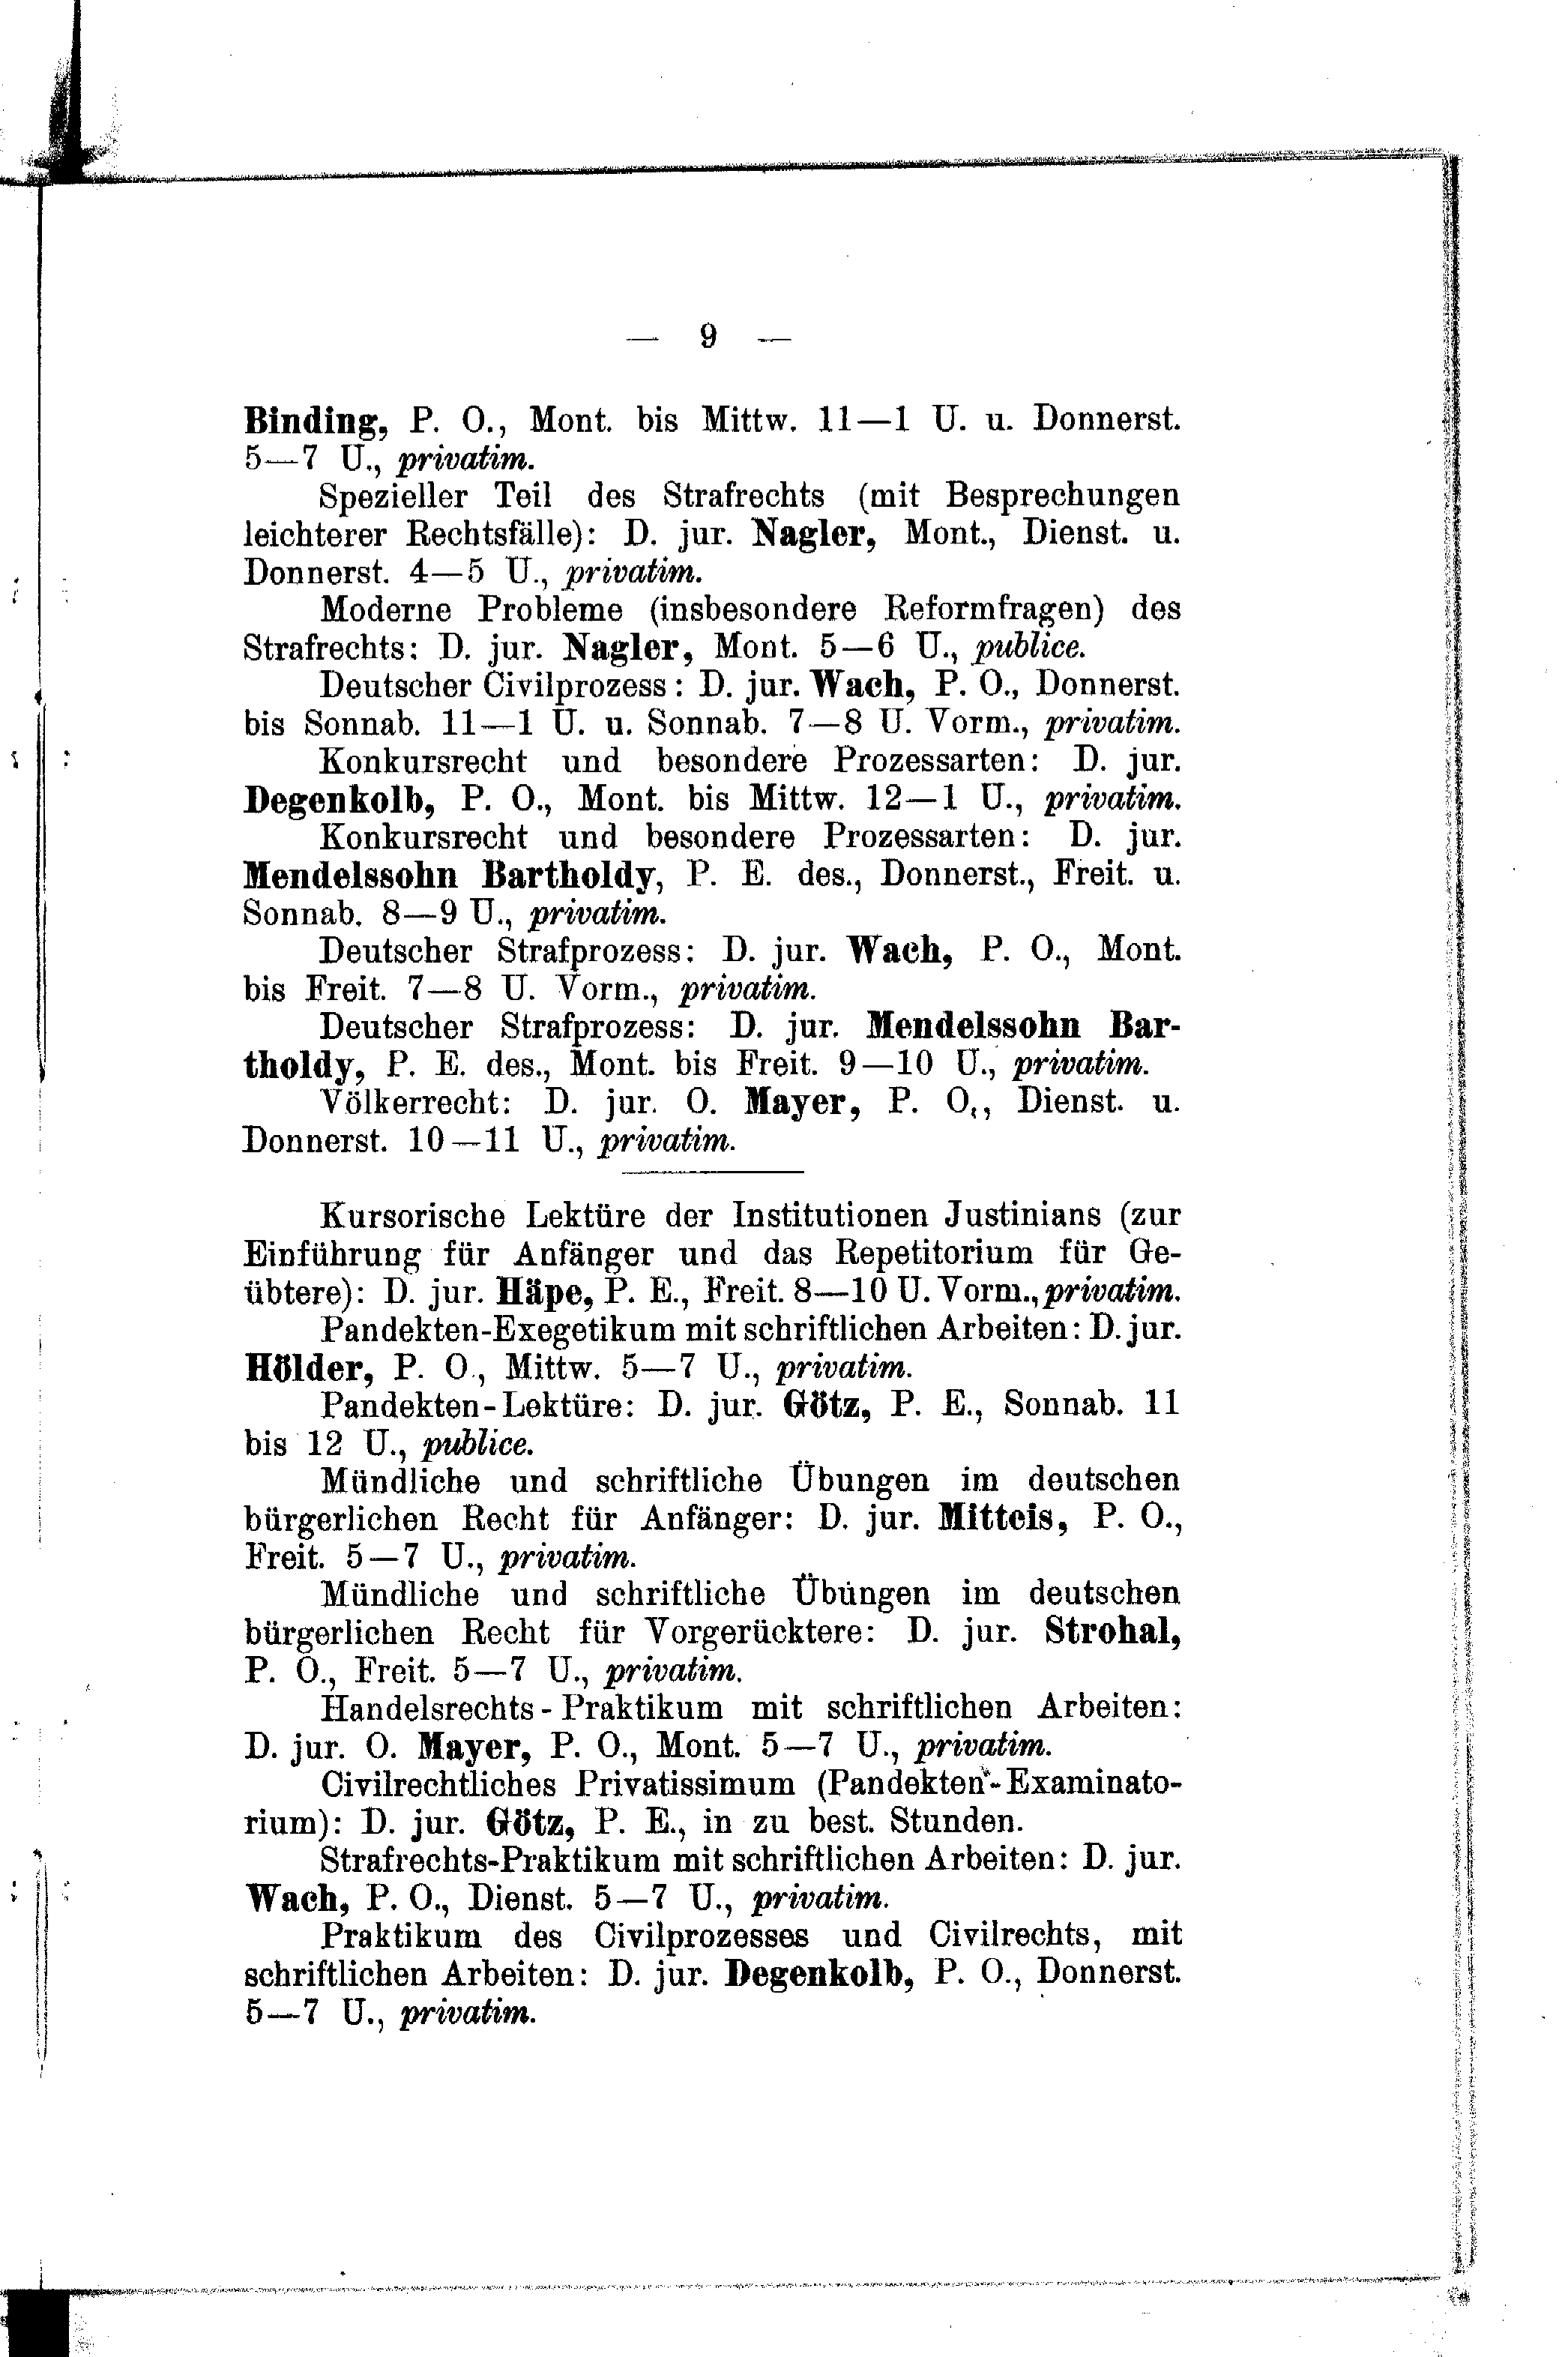 — 9 —
Binding, P. O., Mont. bis Mittw. 11—1 U. u. Donnerst.
5—7 U., privatim.
Spezieller Teil des Strafrechts (mit Besprechungen
leichterer Rechtsfälle): D. jur. Nagler, Mont., Dienst. u.
Donnerst. 4—5 U., privatim.
Moderne Probleme (insbesondere Reformfragen) des
Strafrechts: D. jur. Nagler, Mont. 5—6 U., publice.
Deutscher Civilprozess: D. jur. Wach, P. O., Donnerst.
bis Sonnab. 11—1 U. u. Sonnab. 7—8 U. Vorm., privatim.
Konkursrecht und besondere Prozessarten: D. jur.
Degenkolb, P. O., Mont. bis Mittw. 12—1 U., privatim.
Konkursrecht und besondere Prozessarten: D. jur.
Mendelssohn Bartholdy, P. E. des., Donnerst., Freit. u.
Sonnab. 8—9 U., privatim.
Deutscher Strafprozess: D. jur. Wach, P. O., Mont.
bis Freit. 7—8 U. Vorm., privatim.
Deutscher Strafprozess: D. jur. Mendelssohn Bar-
tholdy, P. E. des., Mont. bis Freit. 9—10 U., privatim.
Völkerrecht: D. jur. O. Mayer, P. O., Dienst. u.
Donnerst. 10—11 U., privatim.
Kursorische Lektüre der Institutionen Justinians (zur
Einführung für Anfänger und das Repetitorium für Ge-
übtere): D. jur. Häpe, P. E., Freit. 8—10 U. Vorm., privatim.
Pandekten-Exegetikum mit schriftlichen Arbeiten: D. jur.
Hölder, P. O., Mittw. 5—7 U., privatim.
Pandekten-Lektüre: D. jur. Götz, P. E., Sonnab. 11
bis 12 U., publice.
Mündliche und schriftliche Übungen im deutschen
bürgerlichen Recht für Anfänger: D. jur. Mitteis, P. O.,
Freit. 5—7 U., privatim.
Mündliche und schriftliche Übungen im deutschen
bürgerlichen Recht für Vorgerücktere: D. jur. Strohal,
P. O., Freit. 5—7 U., privatim.
Handelsrechts-Praktikum mit schriftlichen Arbeiten:
D. jur. O. Mayer, P. O., Mont. 5—7 U., privatim.
Civilrechtliches Privatissimum (Pandekten-Examinato-
rium): D. jur. Götz, P. E., in zu best. Stunden.
Strafrechts-Praktikum mit schriftlichen Arbeiten: D. jur.
Wach, P. O., Dienst. 5—7 U., privatim.
Praktikum des Civilprozesses und Civilrechts, mit
schriftlichen Arbeiten: D. jur. Degenkolb, P. O., Donnerst.
5—7 U., privatim.